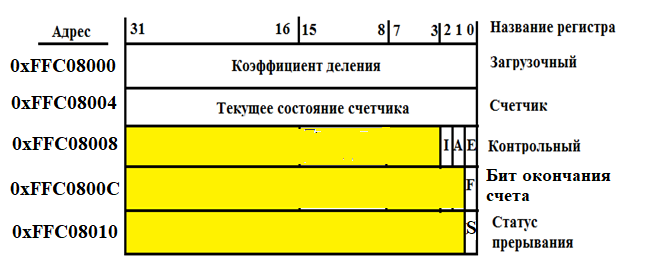 Адрес 31 16 15 8 7 3 2 1 0 Название регистра
0xFFC08000 Коэффициент деления Загрузочный
0xFFC08004 Текущее состояние счетчика Счетчик
0xFFC08008 I A E Контрольный
0xFFC0800C F Бит окончания
счета
0xFFC08010 S Статус
прерывания